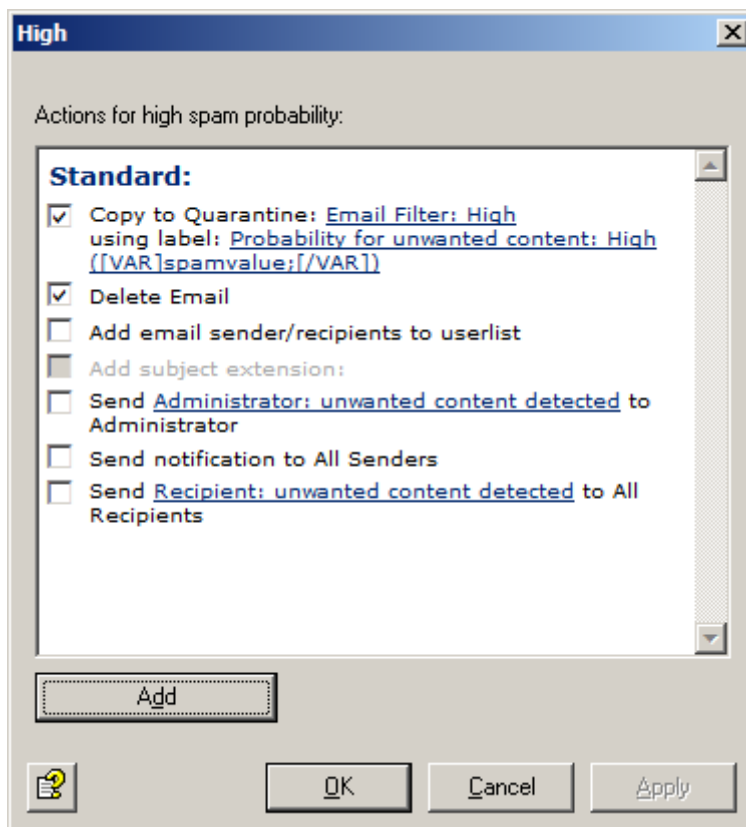 High
Actions for high spam probability:
Standard:
Copy to Quarantine: Email Filter: High
using label: Probability for unwanted content: High
([VAR]spamvalue;[/VAR])
Delete Email
Add email sender/recipients to userlist
Add subject extension:
Send Administrator: unwanted content detected to
Administrator
Send notification to All Senders
Send Recipient: unwanted content detected to All
Recipients
Add
OK
Cancel
Apply